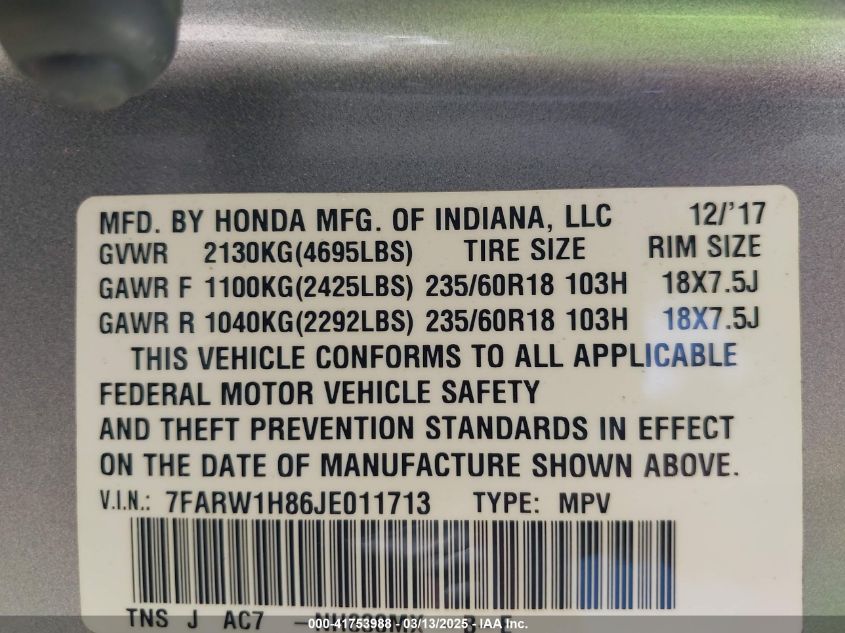 MFD. BY HONDA MFG. OF INDIANA, LLC 12/'17
GVWR 2130KG(4695LBS) TIRE SIZE RIM SIZE
GAWR F 1100KG(2425LBS) 235/60R18 103H 18X7.5J
GAWR R 1040KG(2292LBS) 235/60R18 103H 18X7.5J
THIS VEHICLE CONFORMS TO ALL APPLICABLE
FEDERAL MOTOR VEHICLE SAFETY
AND THEFT PREVENTION STANDARDS IN EFFECT
ON THE DATE OF MANUFACTURE SHOWN ABOVE.
V.I.N.: 7FARW1H86JE011713 TYPE: MPV
TNS J AC7
000-41753988 - 03/13/2025 - IAA Inc.